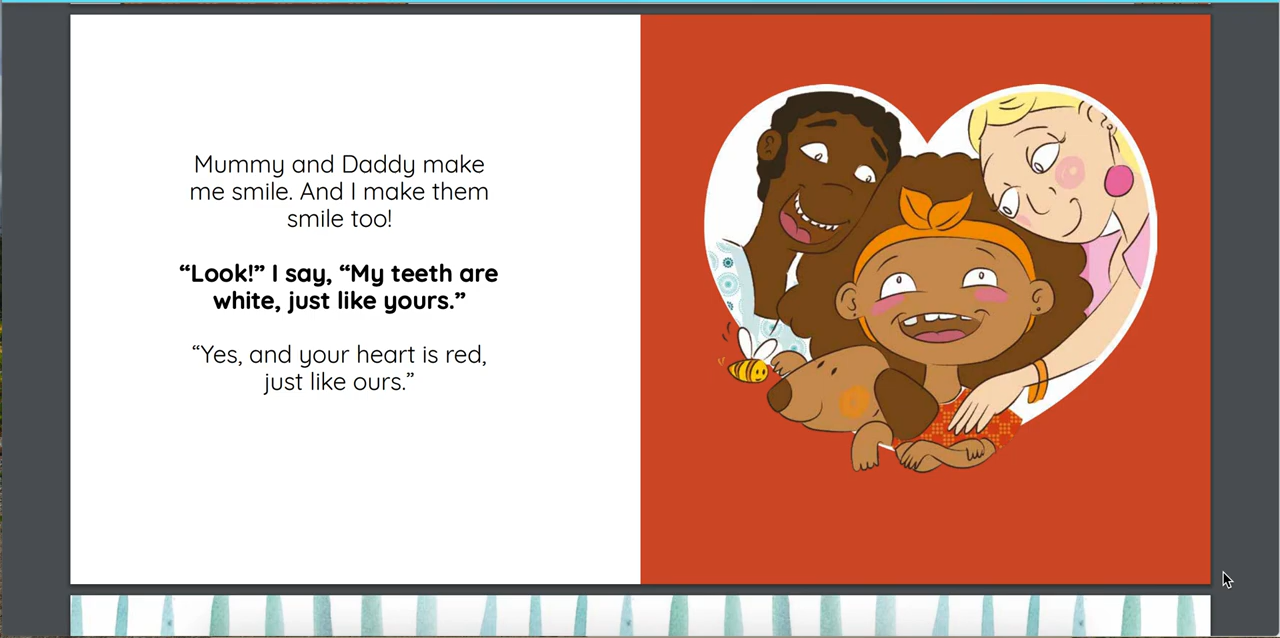 Mummy and Daddy make
me smile. And I make them
smile too!
“Look!” I say, “My teeth are
white, just like yours.”
“Yes, and your heart is red,
just like ours.”